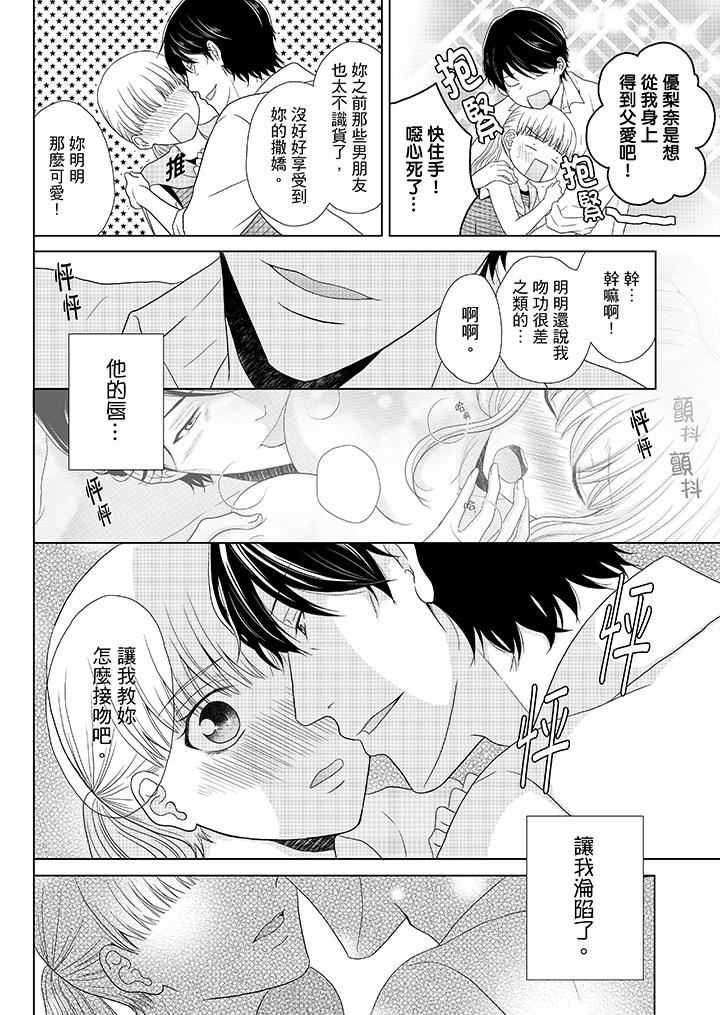 優梨奈是想
從我身上
得到父愛吧！
抱緊
抱緊
快住手！
噁心死了…
妳之前那些男朋友
也太不識貨了，
沒好好享受到
妳的撒嬌。
推
妳明明
那麼可愛！
幹…
幹嘛啊！
明明還說我
吻功很差
之類的…
啊啊。
怦怦
他的唇…
哈啊
顫抖
顫抖
怦怦
怦
怦
讓我教妳
怎麼接吻吧。
讓我淪陷了。